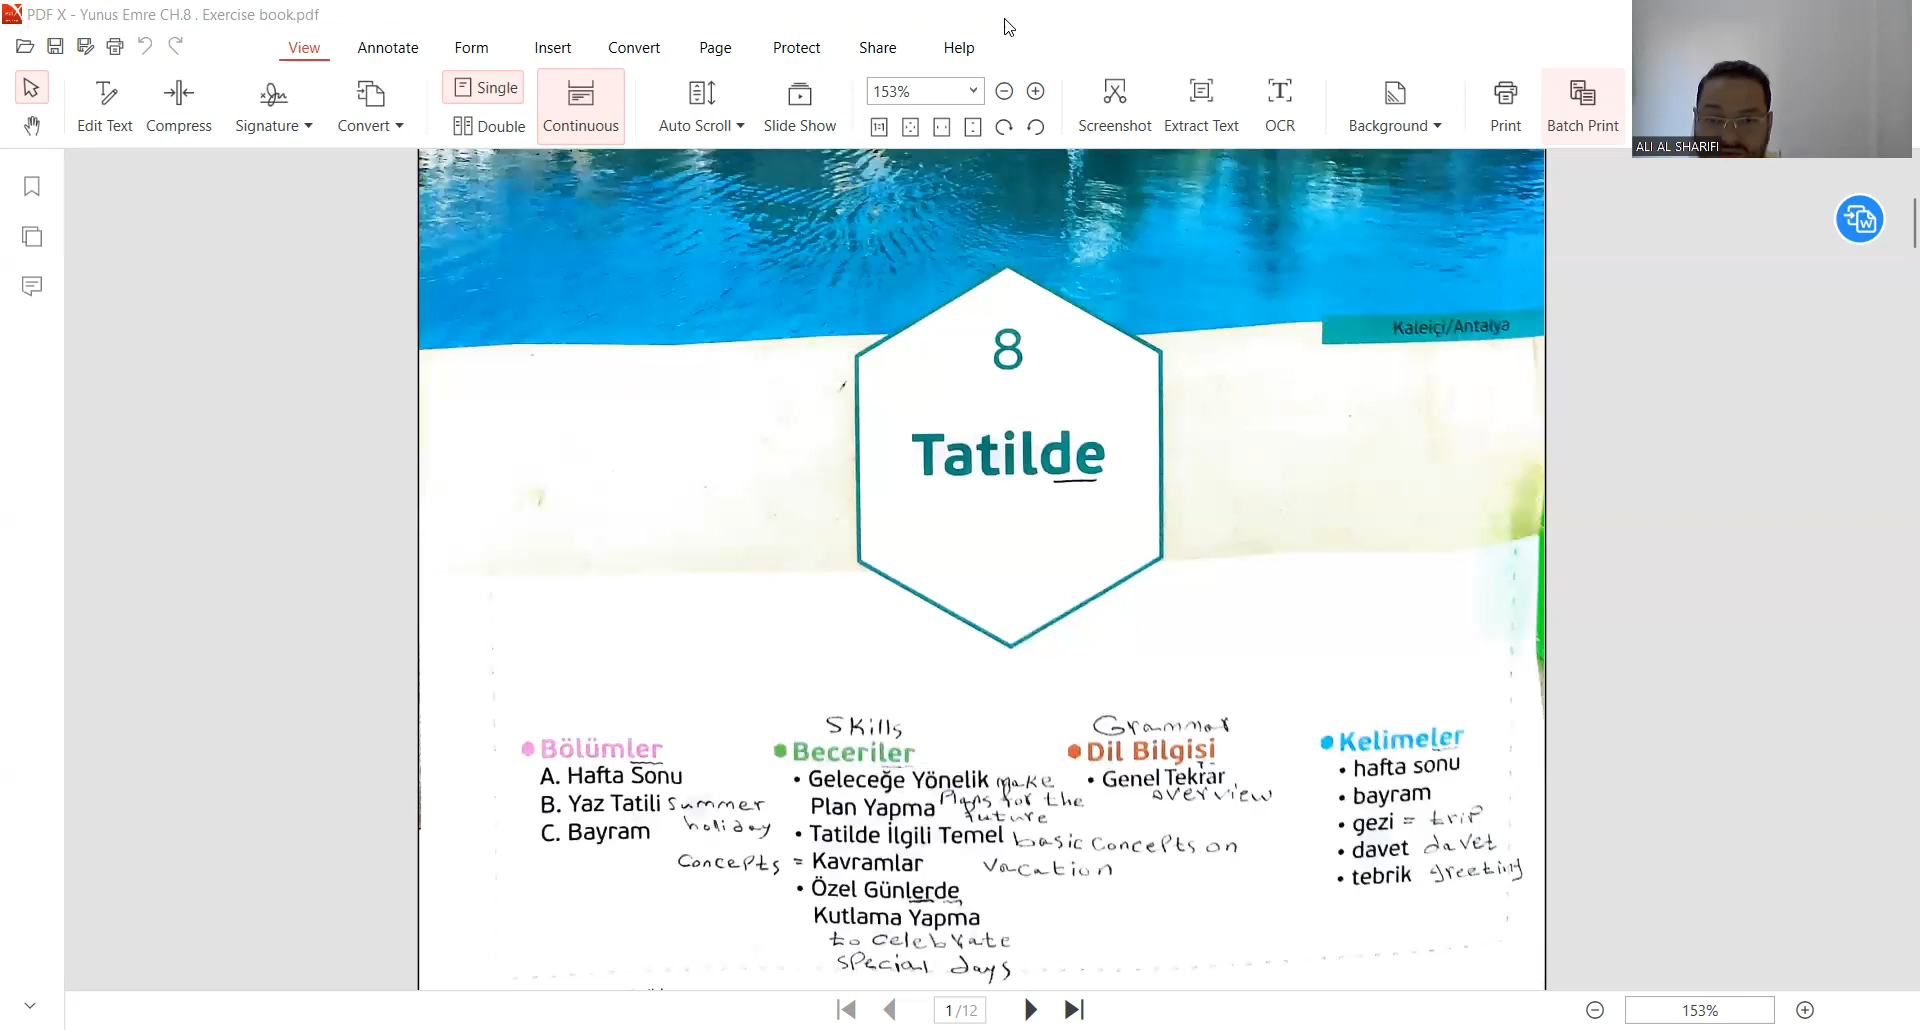 PDF X - Yunus Emre CH.8 . Exercise book.pdf
View Annotate Form Insert Convert Page Protect Share Help
Edit Text Compress Signature Convert Single Double Continuous Auto Scroll Slide Show 153% 1:1 Screenshot Extract Text OCR Background Print Batch Print
ALI AL SHARIFI
Kaleiçi/Antalya
8
Tatilde
Bölümler
A. Hafta Sonu
B. Yaz Tatili summer
holiday
C. Bayram
Skills
Beceriler
• Geleceğe Yönelik make
Plan Yapma Plans for the
future
• Tatilde İlgili Temel basic concepts on
concepts = Kavramlar vacation
• Özel Günlerde
Kutlama Yapma
to celebrate
special days
Grammar
Dil Bilgisi
• Genel Tekrar
overview
Kelimeler
• hafta sonu
• bayram
• gezi = trip
• davet davet
• tebrik greeting
1 /12
153%